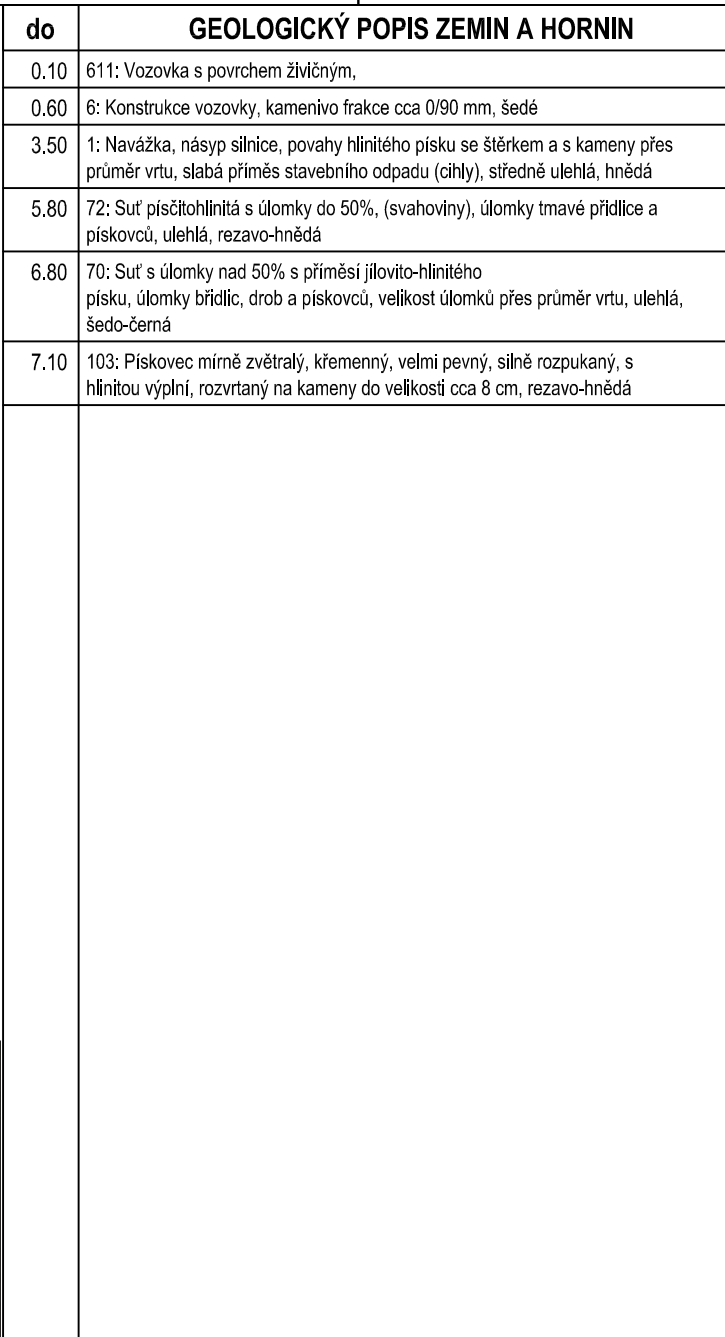 do GEOLOGICKÝ POPIS ZEMIN A HORNIN
0.10 611: Vozovka s povrchem živičným,
0.60 6: Konstrukce vozovky, kamenivo frakce cca 0/90 mm, šedé
3.50 1: Navážka, násyp silnice, povahy hlinitého písku se štěrkem a s kameny přes
průměr vrtu, slabá příměs stavebního odpadu (cihly), středně ulehlá, hnědá
5.80 72: Suť písčitohlinitá s úlomky do 50%, (svahoviny), úlomky tmavé přidlice a
pískovců, ulehlá, rezavo-hnědá
6.80 70: Suť s úlomky nad 50% s příměsí jílovito-hlinitého
písku, úlomky břidlic, drob a pískovců, velikost úlomků přes průměr vrtu, ulehlá,
šedo-černá
7.10 103: Pískovec mírně zvětralý, křemenný, velmi pevný, silně rozpukaný, s
hlinitou výplní, rozvrtaný na kameny do velikosti cca 8 cm, rezavo-hnědá